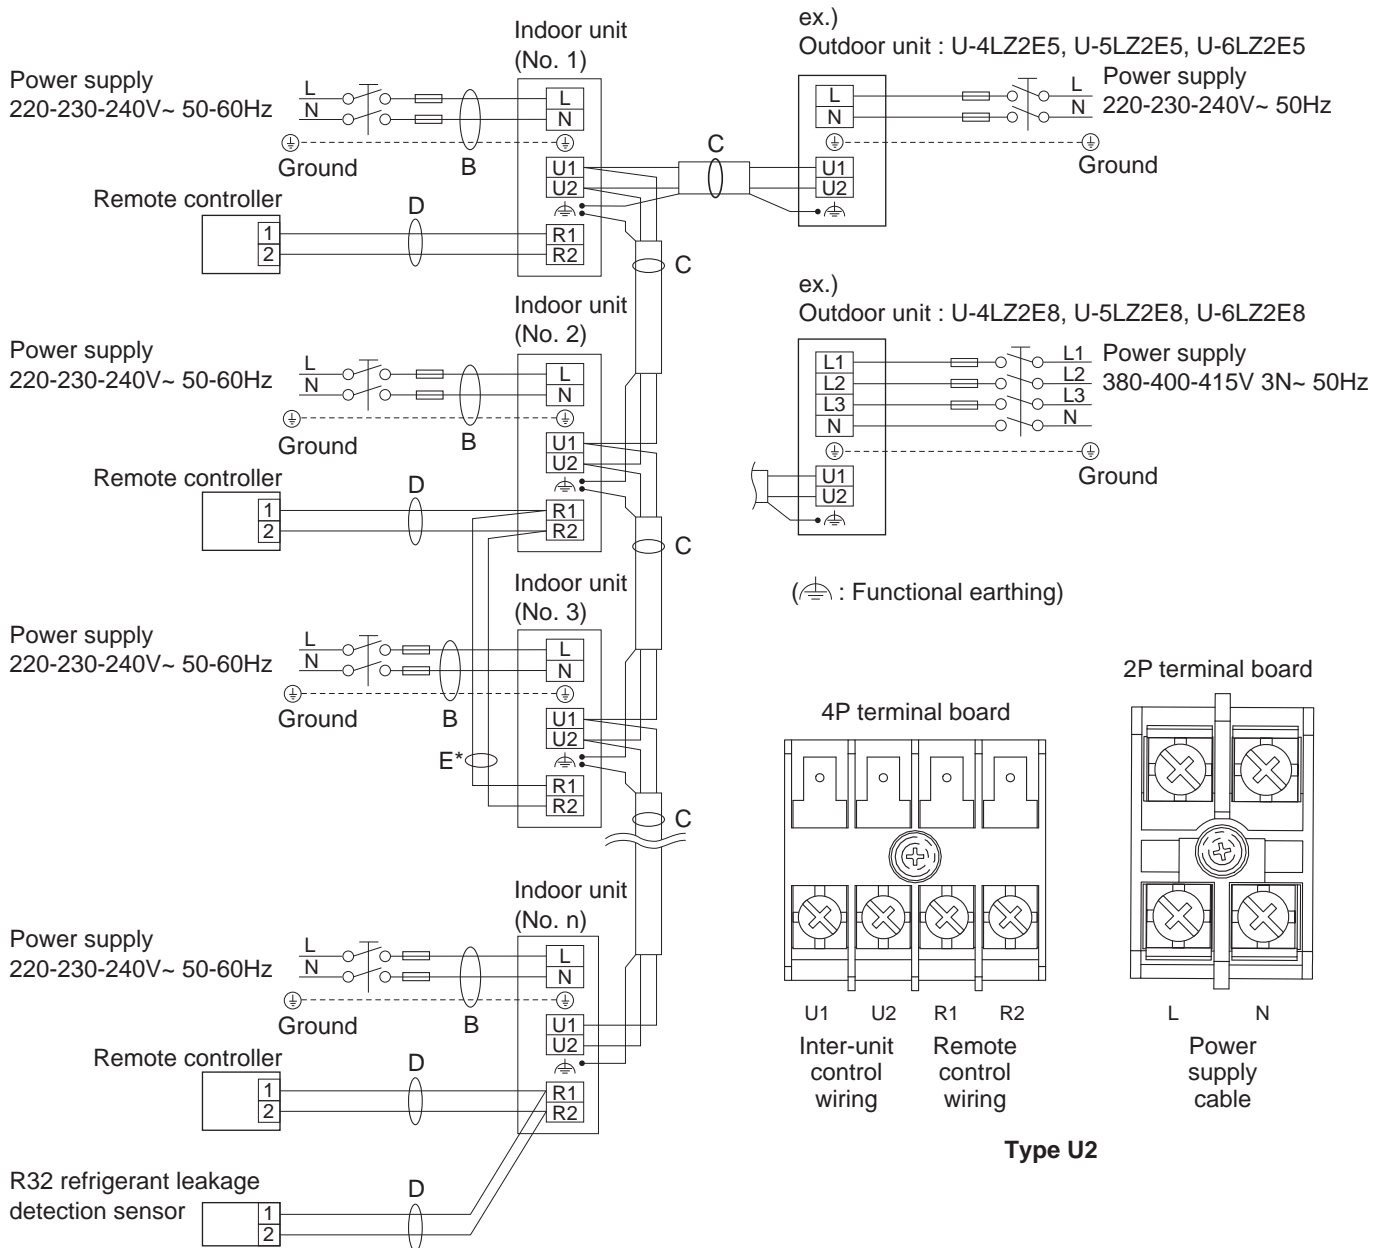 Indoor unit
(No. 1)
Power supply
220-230-240V~ 50-60Hz
L
N
L
N
Ground
B
U1
U2
Remote controller
D
1
2
R1
R2
C
C
ex.)
Outdoor unit : U-4LZ2E5, U-5LZ2E5, U-6LZ2E5
L
N
L
N
Power supply
220-230-240V~ 50Hz
Ground
U1
U2
Indoor unit
(No. 2)
Power supply
220-230-240V~ 50-60Hz
L
N
L
N
Ground
B
U1
U2
Remote controller
D
1
2
R1
R2
C
ex.)
Outdoor unit : U-4LZ2E8, U-5LZ2E8, U-6LZ2E8
L1
L2
L3
N
L1
L2
L3
N
Power supply
380-400-415V 3N~ 50Hz
Ground
U1
U2
( : Functional earthing)
Indoor unit
(No. 3)
Power supply
220-230-240V~ 50-60Hz
L
N
L
N
Ground
B
U1
U2
E*
R1
R2
C
Indoor unit
(No. n)
Power supply
220-230-240V~ 50-60Hz
L
N
L
N
Ground
B
U1
U2
Remote controller
D
1
2
R1
R2
R32 refrigerant leakage
detection sensor
D
1
2
4P terminal board
U1 U2 R1 R2
Inter-unit
control
wiring
Remote
control
wiring
2P terminal board
L N
Power
supply
cable
Type U2